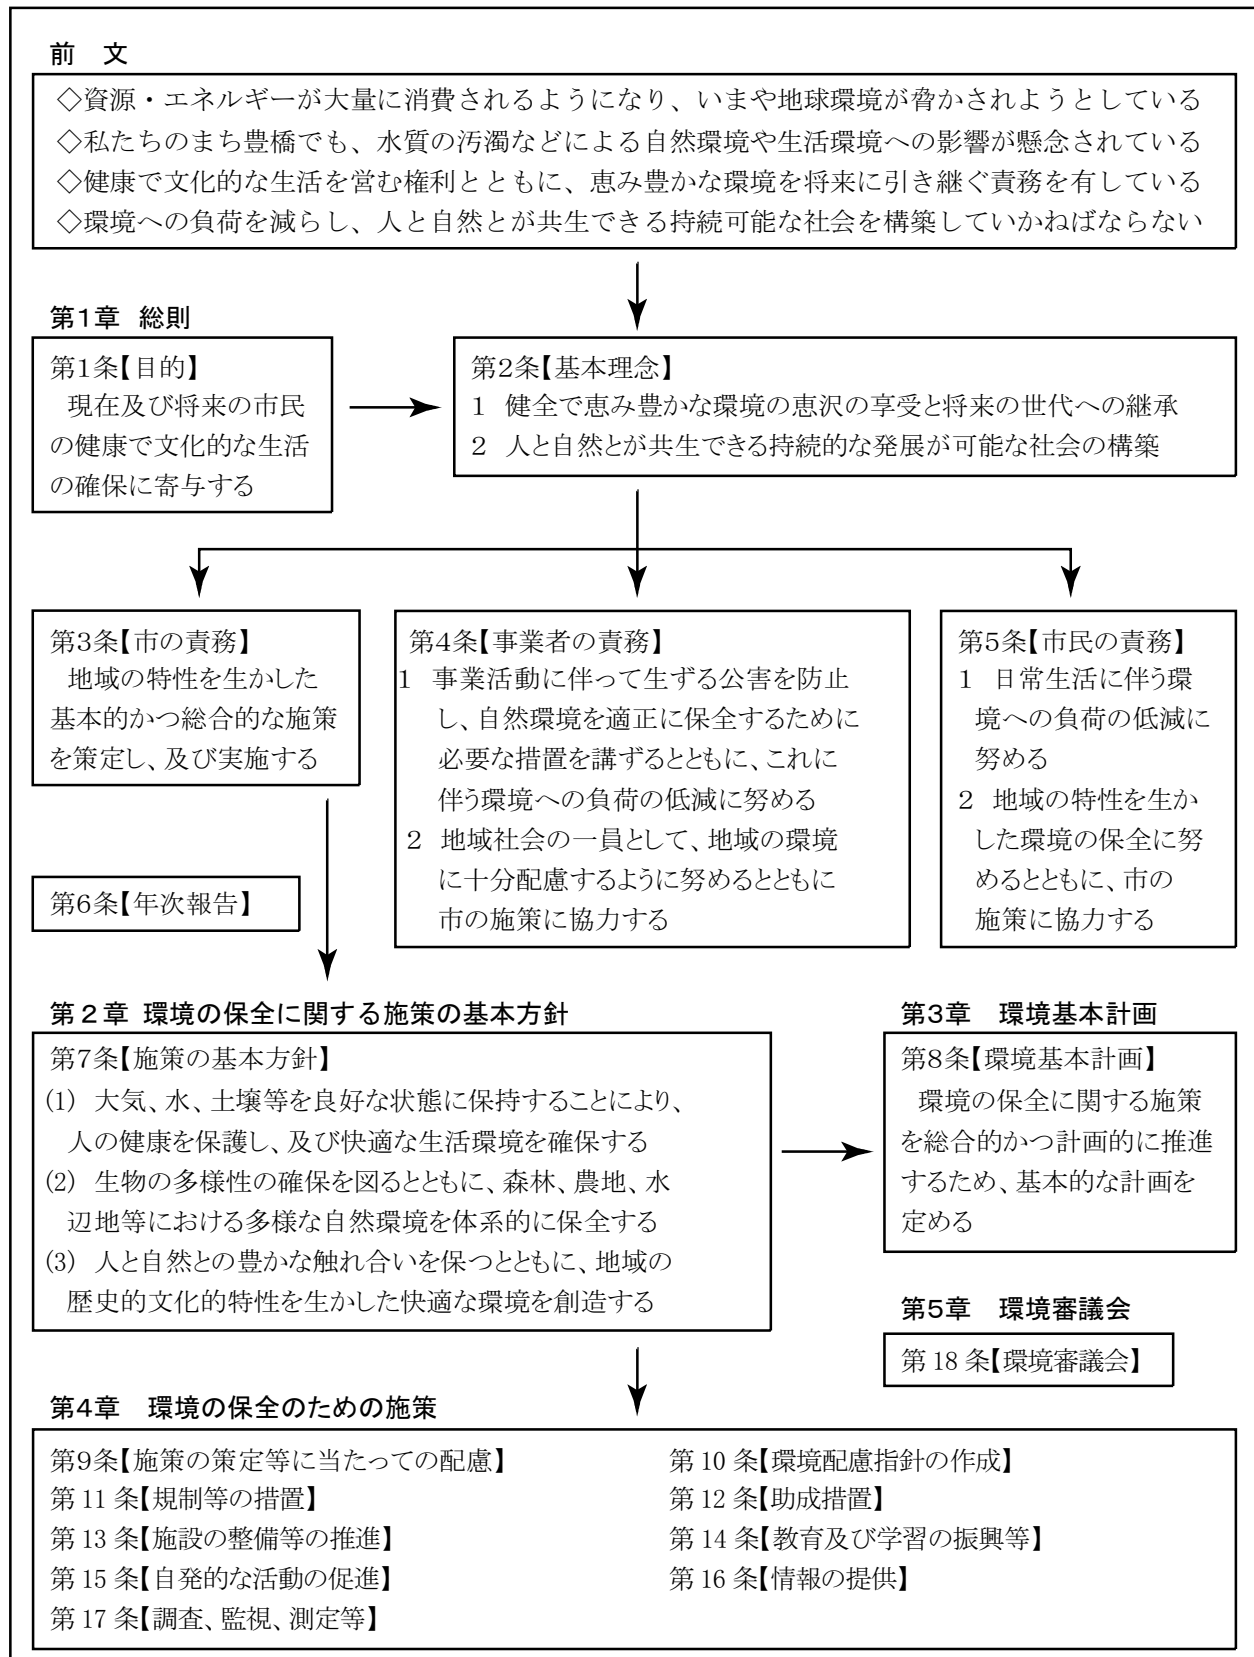 前　文
◇資源・エネルギーが大量に消費されるようになり、いまや地球環境が脅かされようとしている
◇私たちのまち豊橋でも、水質の汚濁などによる自然環境や生活環境への影響が懸念されている
◇健康で文化的な生活を営む権利とともに、恵み豊かな環境を将来に引き継ぐ責務を有している
◇環境への負荷を減らし、人と自然とが共生できる持続可能な社会を構築していかねばならない
第1章　総則
第1条【目的】
現在及び将来の市民
の健康で文化的な生活
の確保に寄与する
第2条【基本理念】
1　健全で恵み豊かな環境の恵沢の享受と将来の世代への継承
2　人と自然とが共生できる持続的な発展が可能な社会の構築
第3条【市の責務】
地域の特性を生かした
基本的かつ総合的な施策
を策定し、及び実施する
第4条【事業者の責務】
1　事業活動に伴って生ずる公害を防止
し、自然環境を適正に保全するために
必要な措置を講ずるとともに、これに
伴う環境への負荷の低減に努める
2　地域社会の一員として、地域の環境
に十分配慮するように努めるとともに
市の施策に協力する
第5条【市民の責務】
1　日常生活に伴う環
境への負荷の低減に
努める
2　地域の特性を生か
した環境の保全に努
めるとともに、市の
施策に協力する
第6条【年次報告】
第２章 環境の保全に関する施策の基本方針
第7条【施策の基本方針】
(1)　大気、水、土壌等を良好な状態に保持することにより、
人の健康を保護し、及び快適な生活環境を確保する
(2)　生物の多様性の確保を図るとともに、森林、農地、水
辺地等における多様な自然環境を体系的に保全する
(3)　人と自然との豊かな触れ合いを保つとともに、地域の
歴史的文化的特性を生かした快適な環境を創造する
第3章　環境基本計画
第8条【環境基本計画】
環境の保全に関する施策
を総合的かつ計画的に推進
するため、基本的な計画を
定める
第5章　環境審議会
第 18 条【環境審議会】
第4章　環境の保全のための施策
第9条【施策の策定等に当たっての配慮】
第 10 条【環境配慮指針の作成】
第 11 条【規制等の措置】
第 12 条【助成措置】
第 13 条【施設の整備等の推進】
第 14 条【教育及び学習の振興等】
第 15 条【自発的な活動の促進】
第 16 条【情報の提供】
第 17 条【調査、監視、測定等】